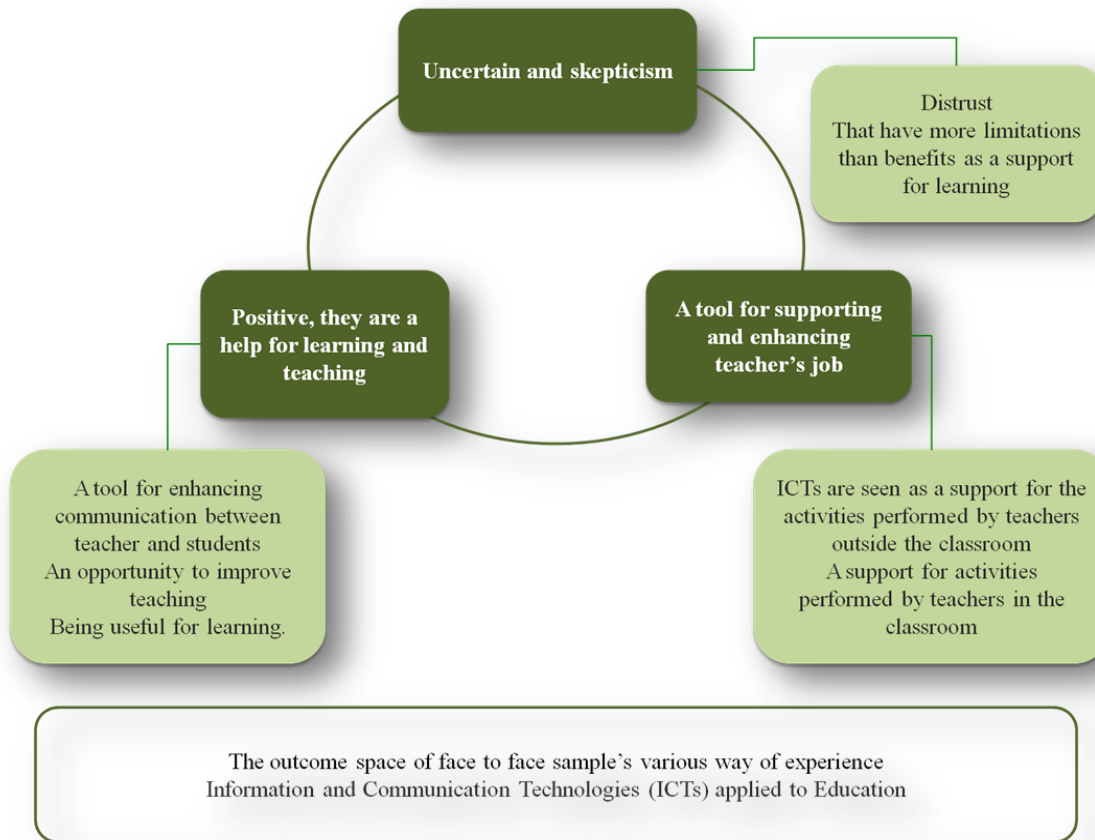 Uncertain and skepticism
Distrust
That have more limitations
than benefits as a support
for learning
Positive, they are a
help for learning and
teaching
A tool for supporting
and enhancing
teacher’s job
A tool for enhancing
communication between
teacher and students
An opportunity to improve
teaching
Being useful for learning.
ICTs are seen as a support for the
activities performed by teachers
outside the classroom
A support for activities
performed by teachers in the
classroom
The outcome space of face to face sample’s various way of experience
Information and Communication Technologies (ICTs) applied to Education